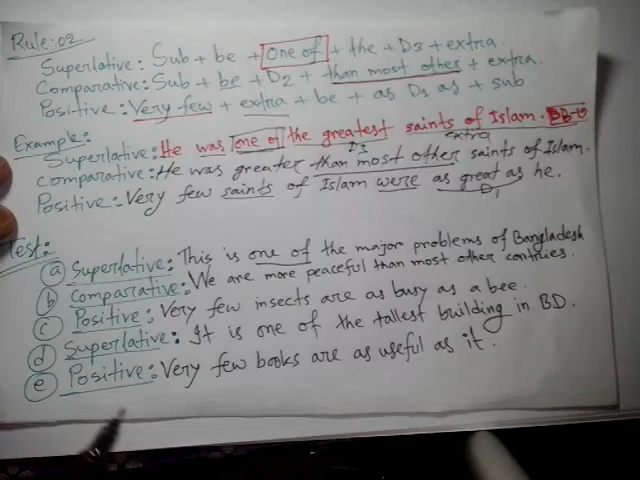 Rule:02
Superlative: Sub + be + one of + the + D3 + extra
Comparative: Sub + be + D2 + than most other + extra.
Positive: Very few + extra + be + as D1 as + sub
Example:
Superlative: He was one of the greatest saints of Islam.
D3 extra
Comparative: He was greater than most other saints of Islam.
Positive: Very few saints of Islam were as great as he.
D1
Test:
(a) Superlative: This is one of the major problems of Bangladesh
(b) Comparative: We are more peaceful than most other contries.
(c) Positive: Very few insects are as busy as a bee.
(d) Superlative: It is one of the tallest building in BD.
(e) Positive: Very few books are as useful as it.